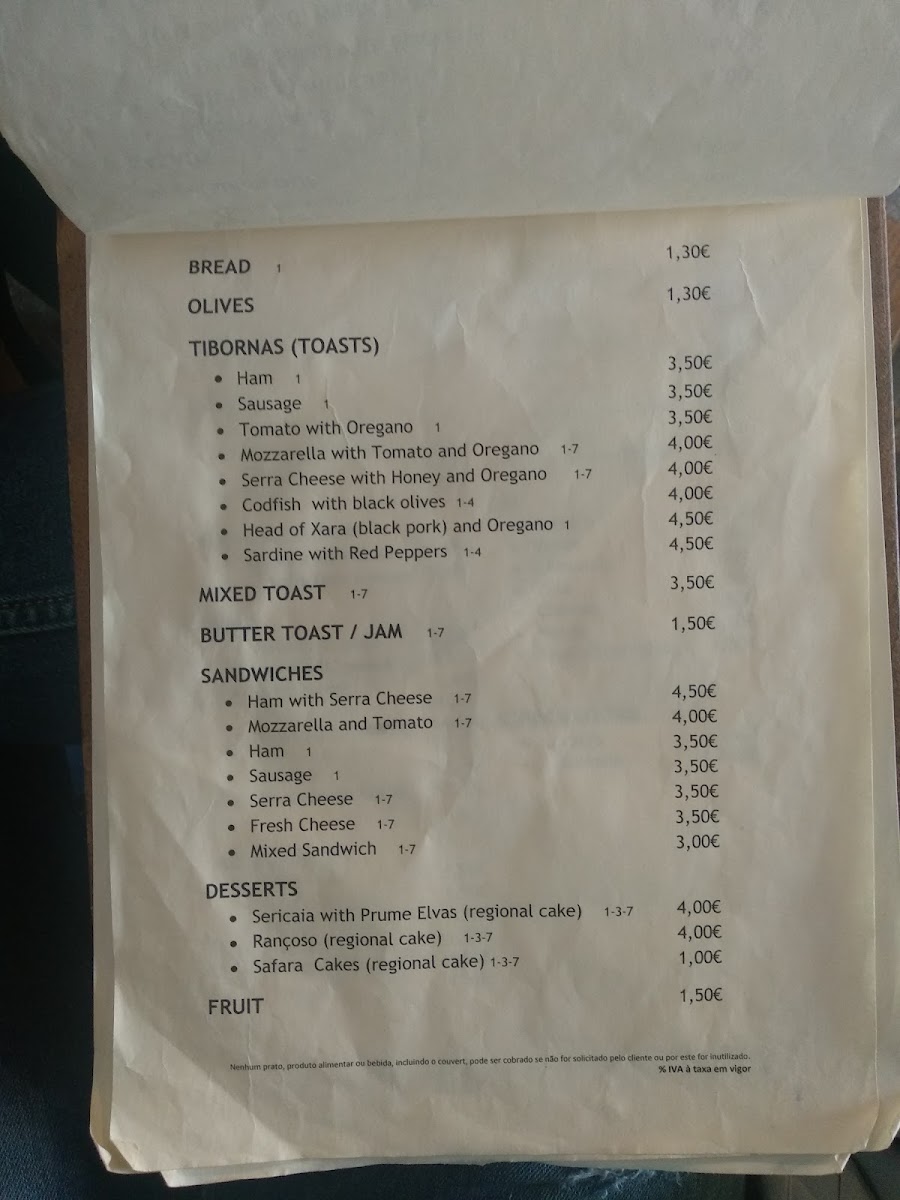 BREAD 1 1,30€
OLIVES 1,30€
TIBORNAS (TOASTS)
• Ham 1 3,50€
• Sausage 1 3,50€
• Tomato with Oregano 1 3,50€
• Mozzarella with Tomato and Oregano 1-7 4,00€
• Serra Cheese with Honey and Oregano 1-7 4,00€
• Codfish with black olives 1-4 4,00€
• Head of Xara (black pork) and Oregano 1 4,50€
• Sardine with Red Peppers 1-4 4,50€
MIXED TOAST 1-7 3,50€
BUTTER TOAST / JAM 1-7 1,50€
SANDWICHES
• Ham with Serra Cheese 1-7 4,50€
• Mozzarella and Tomato 1-7 4,00€
• Ham 1 3,50€
• Sausage 1 3,50€
• Serra Cheese 1-7 3,50€
• Fresh Cheese 1-7 3,50€
• Mixed Sandwich 1-7 3,00€
DESSERTS
• Sericaia with Prume Elvas (regional cake) 1-3-7 4,00€
• Rançoso (regional cake) 1-3-7 4,00€
• Safara Cakes (regional cake) 1-3-7 1,00€
FRUIT 1,50€
Nenhum prato, produto alimentar ou bebida, incluindo o couvert, pode ser cobrado se não for solicitado pelo cliente ou por este for inutilizado.
% IVA à taxa em vigor